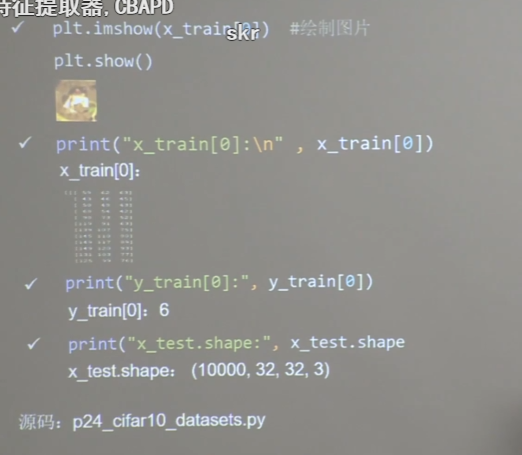 特征提取器,CBAPD
✓ plt.imshow(x_train[0]) #绘制图片
skr
plt.show()
✓ print("x_train[0]:\n" , x_train[0])
x_train[0]:
✓ print("y_train[0]:", y_train[0])
y_train[0]: 6
✓ print("x_test.shape:", x_test.shape
x_test.shape: (10000, 32, 32, 3)
源码: p24_cifar10_datasets.py